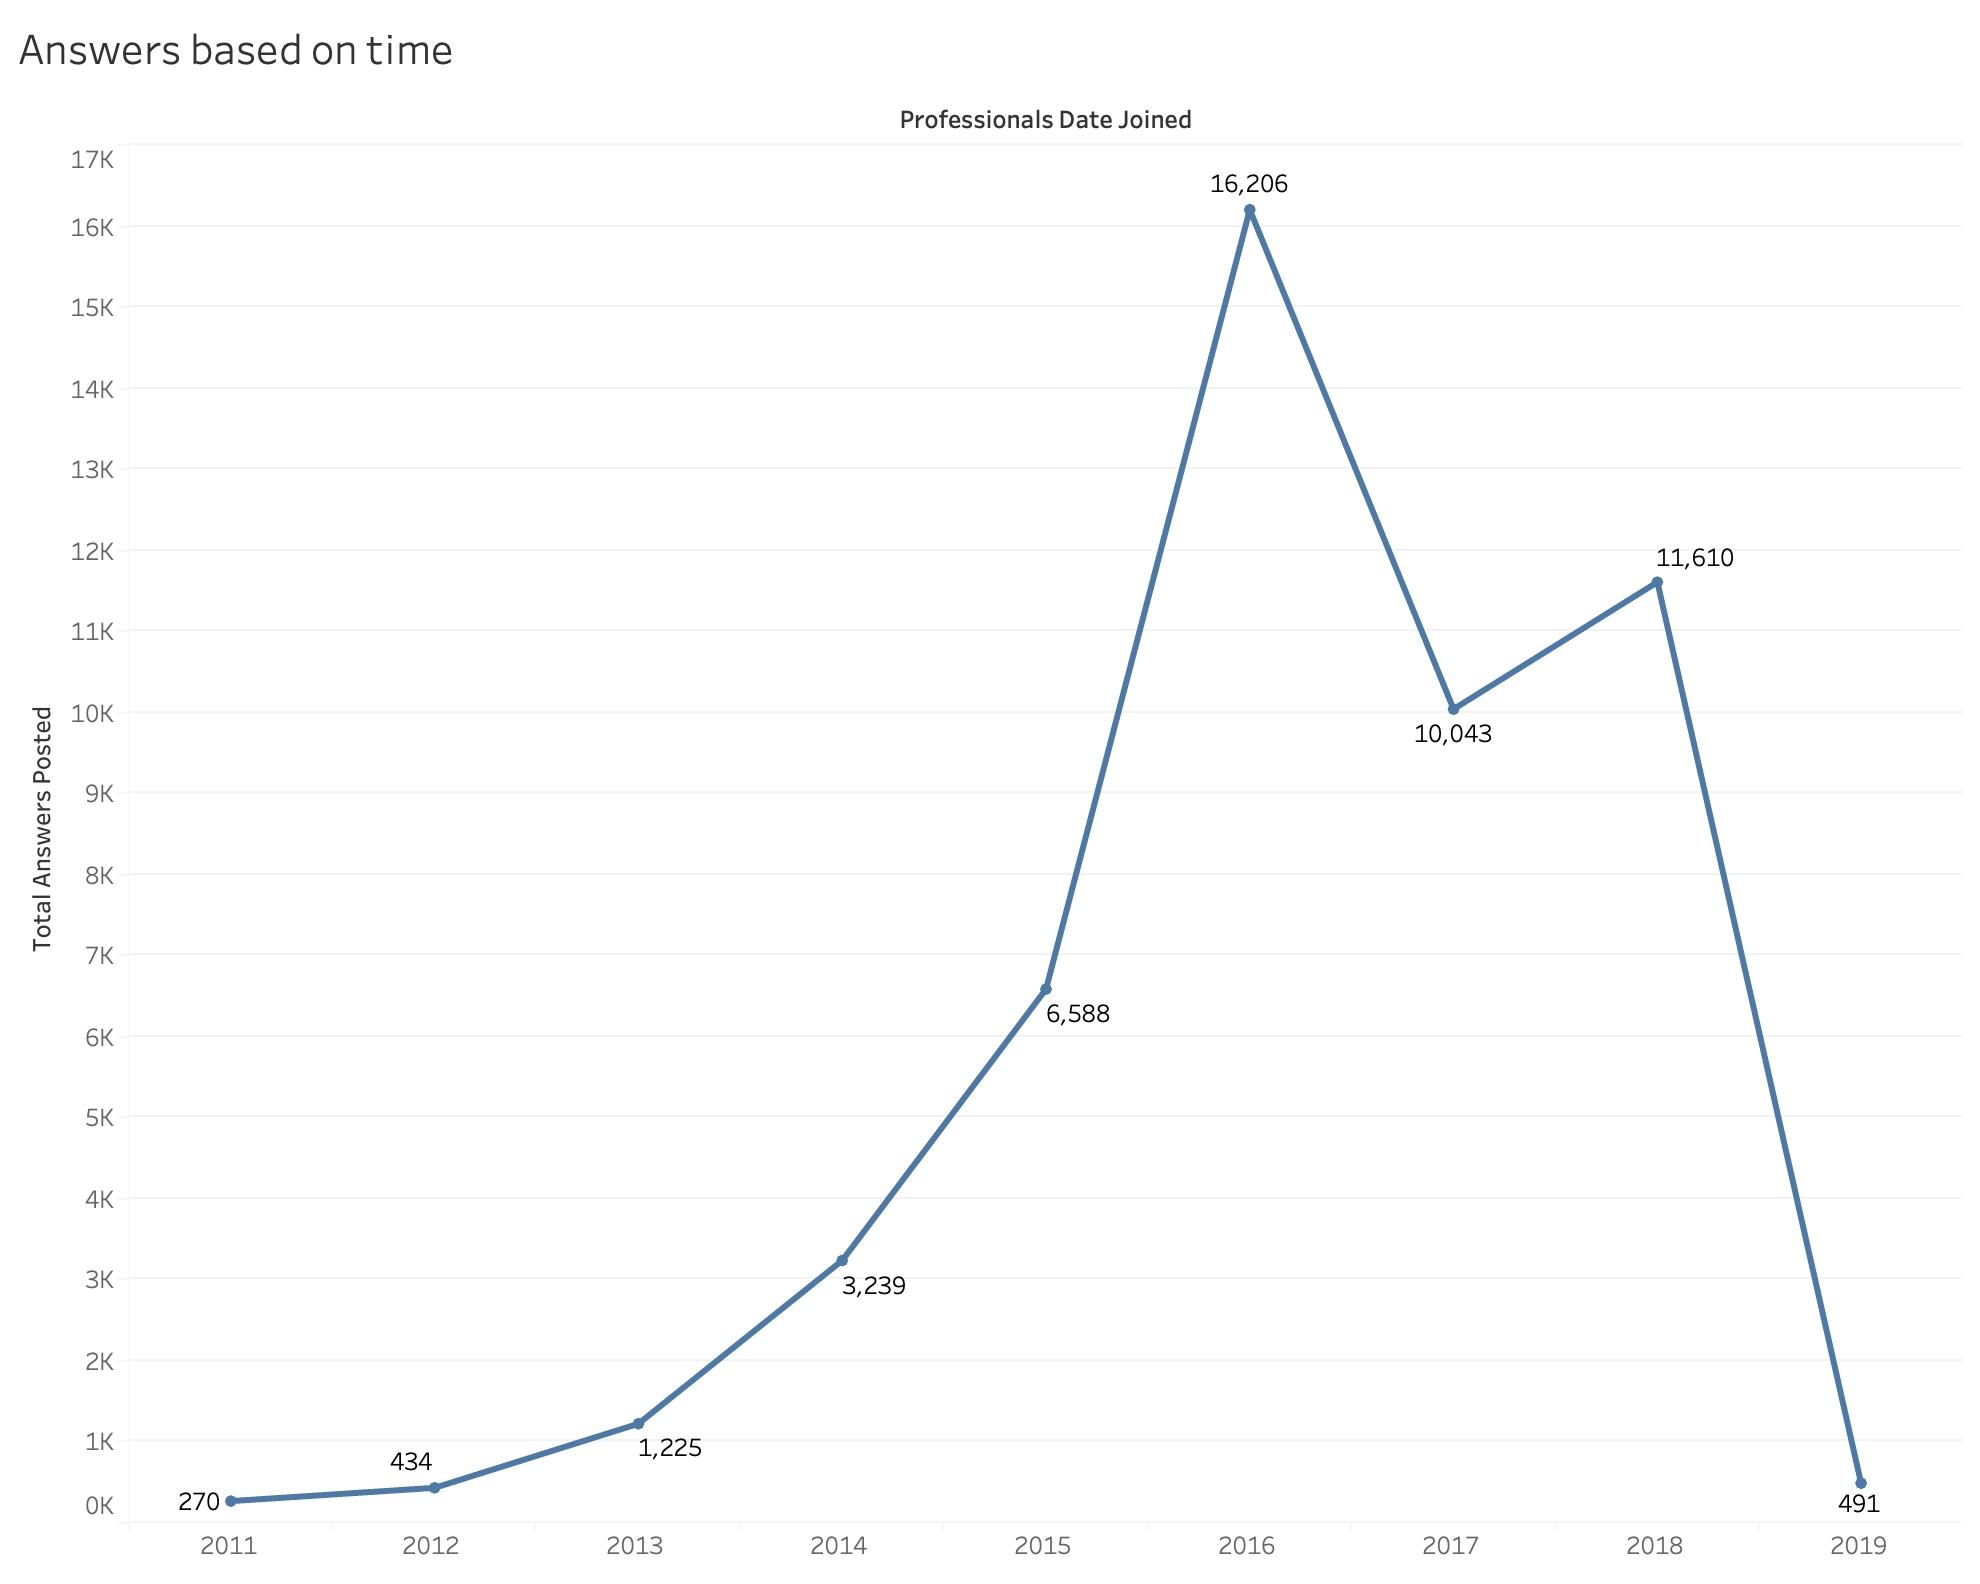 Answers based on time
Professionals Date Joined
17K
16,206
16K
15K
14K
13K
12K
11,610
11K
Total Answers Posted
10K
10,043
9K
8K
7K
6,588
6K
5K
4K
3K
3,239
2K
1K
1,225
434
0K
270
491
2011 2012 2013 2014 2015 2016 2017 2018 2019